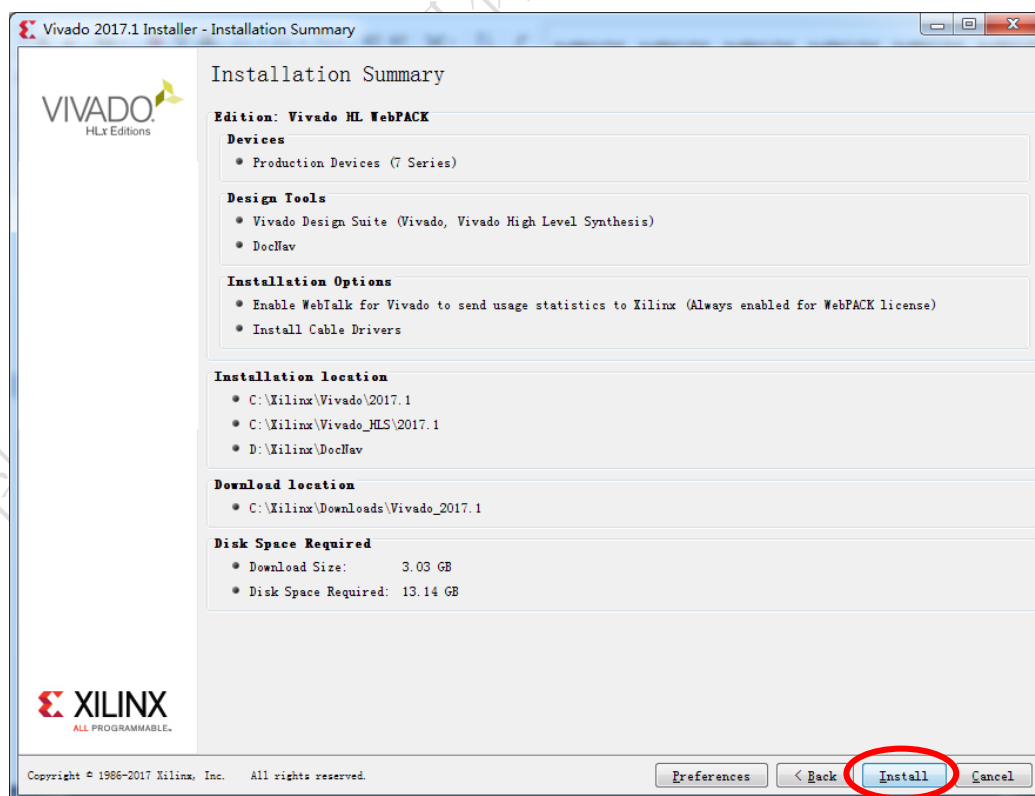 Vivado 2017.1 Installer - Installation Summary
VIVADO
HLx Editions
Installation Summary
Edition: Vivado HL WebPACK
Devices
Production Devices (7 Series)
Design Tools
Vivado Design Suite (Vivado, Vivado High Level Synthesis)
DocNav
Installation Options
Enable WebTalk for Vivado to send usage statistics to Xilinx (Always enabled for WebPACK license)
Install Cable Drivers
Installation location
C:\Xilinx\Vivado\2017.1
C:\Xilinx\Vivado_HLS\2017.1
D:\Xilinx\DocNav
Download location
C:\Xilinx\Downloads\Vivado_2017.1
Disk Space Required
Download Size: 3.03 GB
Disk Space Required: 13.14 GB
XILINX
ALL PROGRAMMABLE.
Copyright © 1986-2017 Xilinx, Inc. All rights reserved.
Preferences < Back Install Cancel